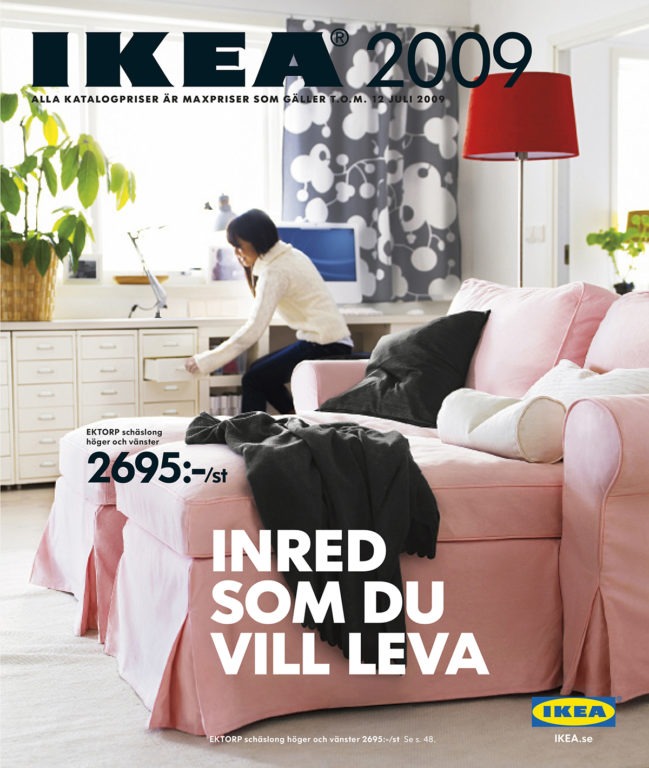 IKEA® 2009
ALLA KATALOGPRISER ÄR MAXPRISER SOM GÄLLER T.O.M. 12 JULI 2009
EKTORP schäslong
höger och vänster
2695:-/st
INRED
SOM DU
VILL LEVA
IKEA®
IKEA.se
EKTORP schäslong höger och vänster 2695:-/st Se s. 48.